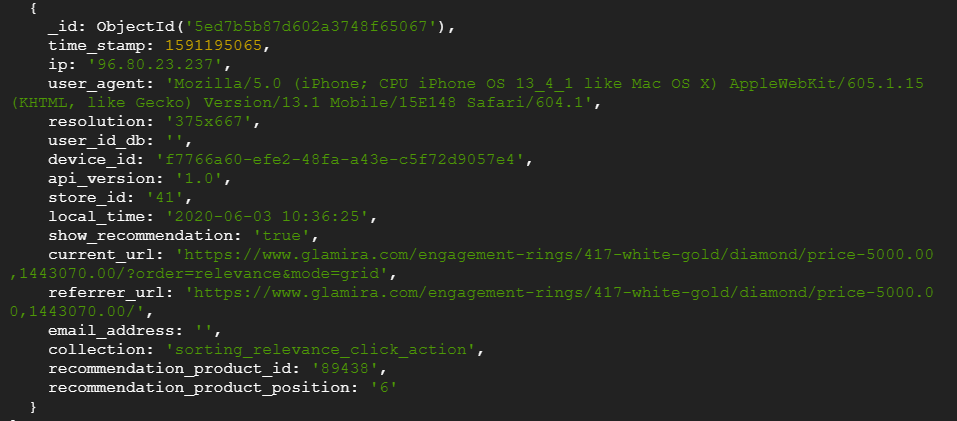 {
_id: ObjectId('5ed7b5b87d602a3748f65067'),
time_stamp: 1591195065,
ip: '96.80.23.237',
user_agent: 'Mozilla/5.0 (iPhone; CPU iPhone OS 13_4_1 like Mac OS X) AppleWebKit/605.1.15
(KHTML, like Gecko) Version/13.1 Mobile/15E148 Safari/604.1',
resolution: '375x667',
user_id_db: '',
device_id: 'f7766a60-efe2-48fa-a43e-c5f72d9057e4',
api_version: '1.0',
store_id: '41',
local_time: '2020-06-03 10:36:25',
show_recommendation: 'true',
current_url: 'https://www.glamira.com/engagement-rings/417-white-gold/diamond/price-5000.00
,1443070.00/?order=relevance&mode=grid',
referrer_url: 'https://www.glamira.com/engagement-rings/417-white-gold/diamond/price-5000.0
0,1443070.00/',
email_address: '',
collection: 'sorting_relevance_click_action',
recommendation_product_id: '89438',
recommendation_product_position: '6'
}